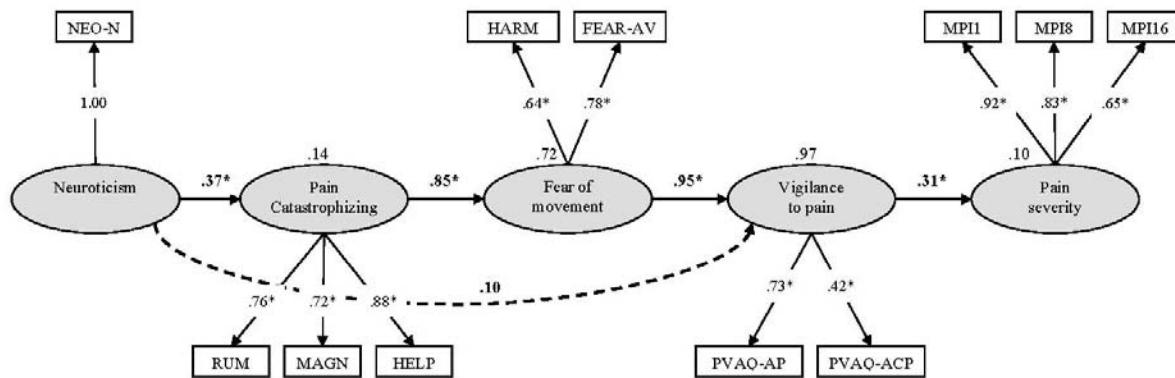 NEO-N
HARM
FEAR-AV
MPI1
MPI8
MPI16
1.00
.64*
.78*
.92*
.83*
.65*
.14
.72
.97
.10
Neuroticism
.37*
Pain
Catastrophizing
.85*
Fear of
movement
.95*
Vigilance
to pain
.31*
Pain
severity
.10
.76*
.72*
.88*
.73*
.42*
RUM
MAGN
HELP
PVAQ-AP
PVAQ-ACP